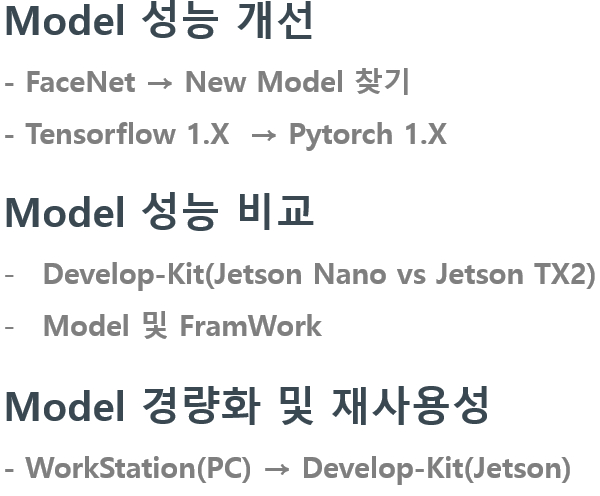 Model 성능 개선
- FaceNet → New Model 찾기
- Tensorflow 1.X → Pytorch 1.X
Model 성능 비교
- Develop-Kit(Jetson Nano vs Jetson TX2)
- Model 및 FramWork
Model 경량화 및 재사용성
- WorkStation(PC) → Develop-Kit(Jetson)